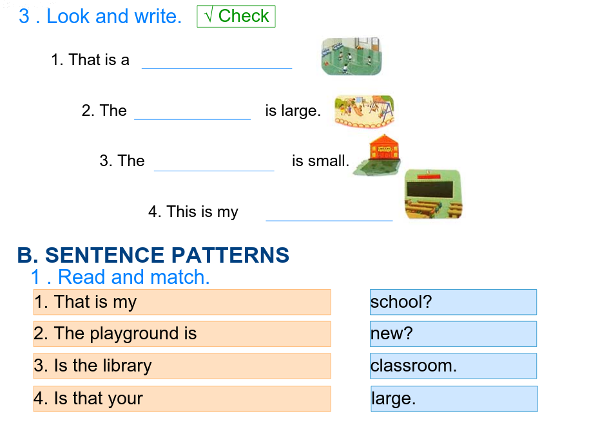 3 . Look and write. √ Check
1. That is a
2. The is large.
3. The is small.
4. This is my
B. SENTENCE PATTERNS
1 . Read and match.
1. That is my school?
2. The playground is new?
3. Is the library classroom.
4. Is that your large.